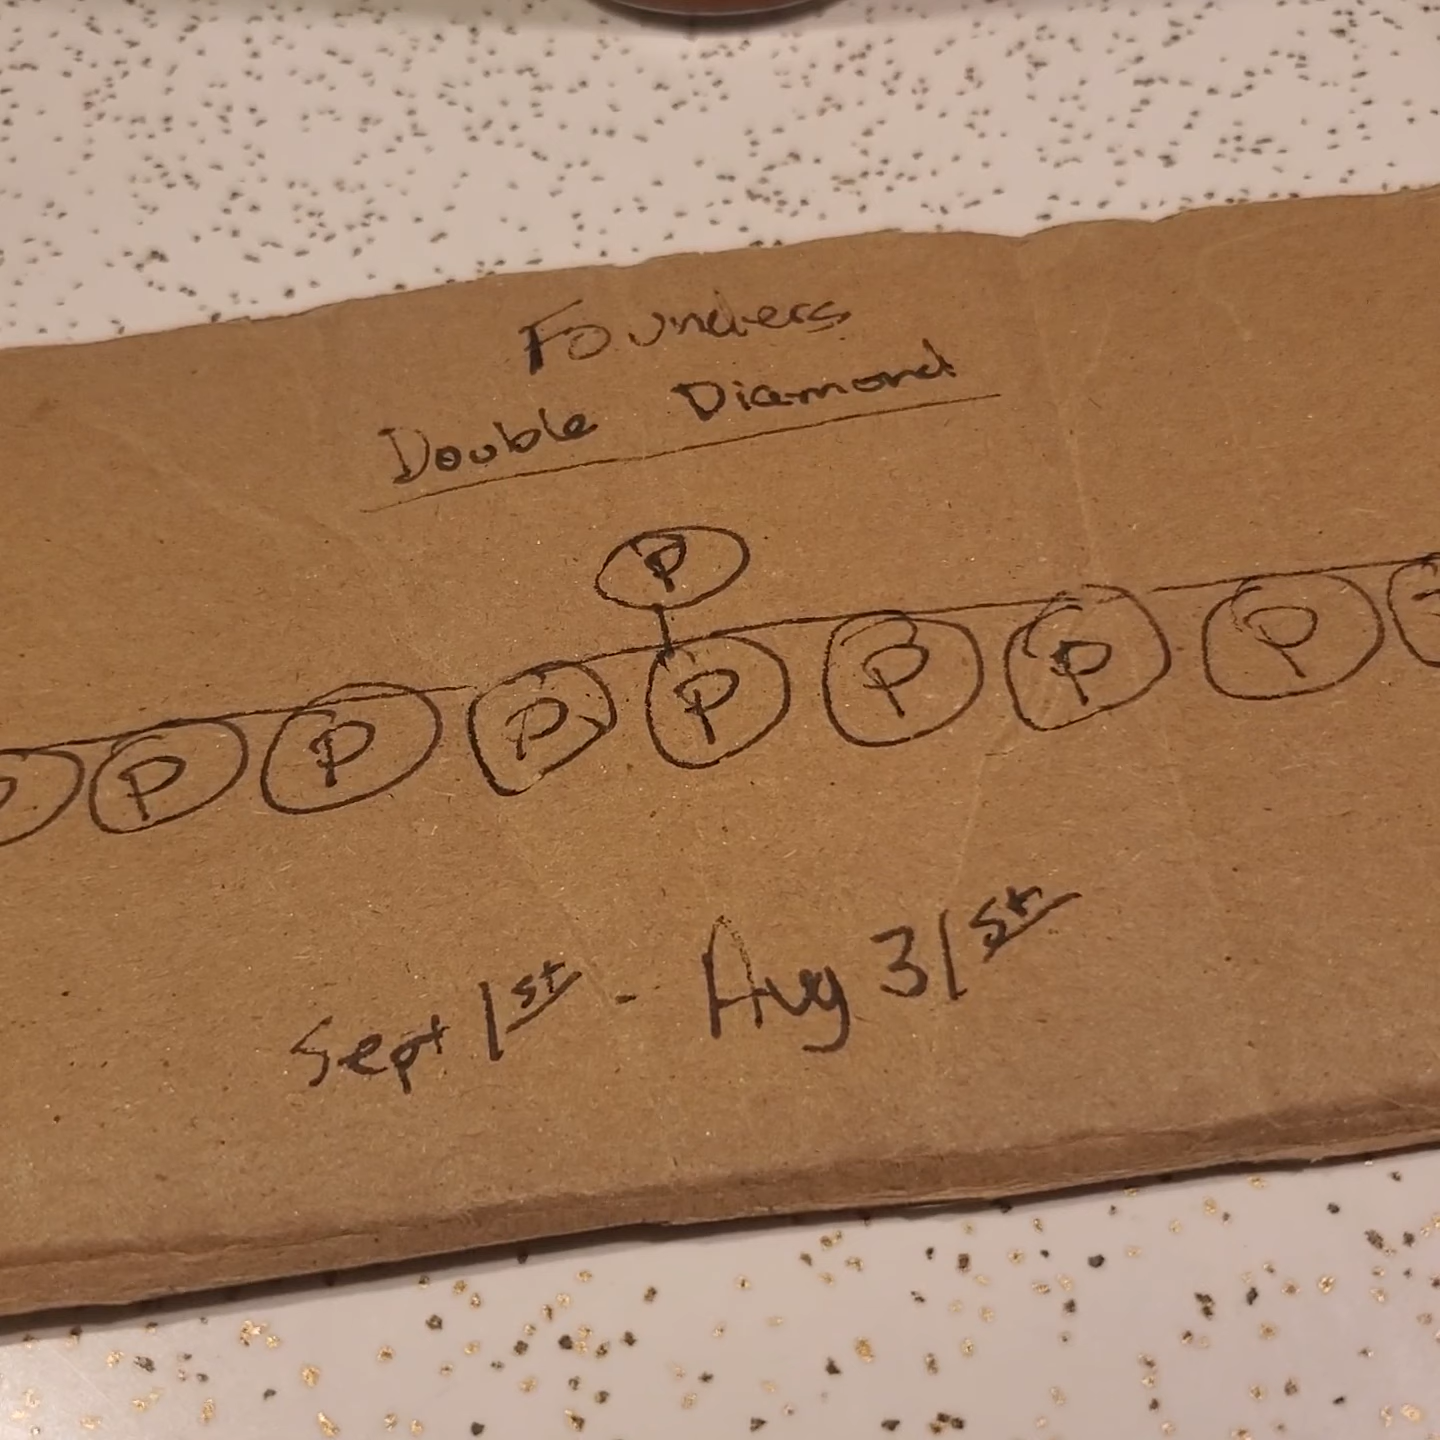 Founders
Double Diamond
P
P P P P P P P P
Sept 1st - Aug 31st